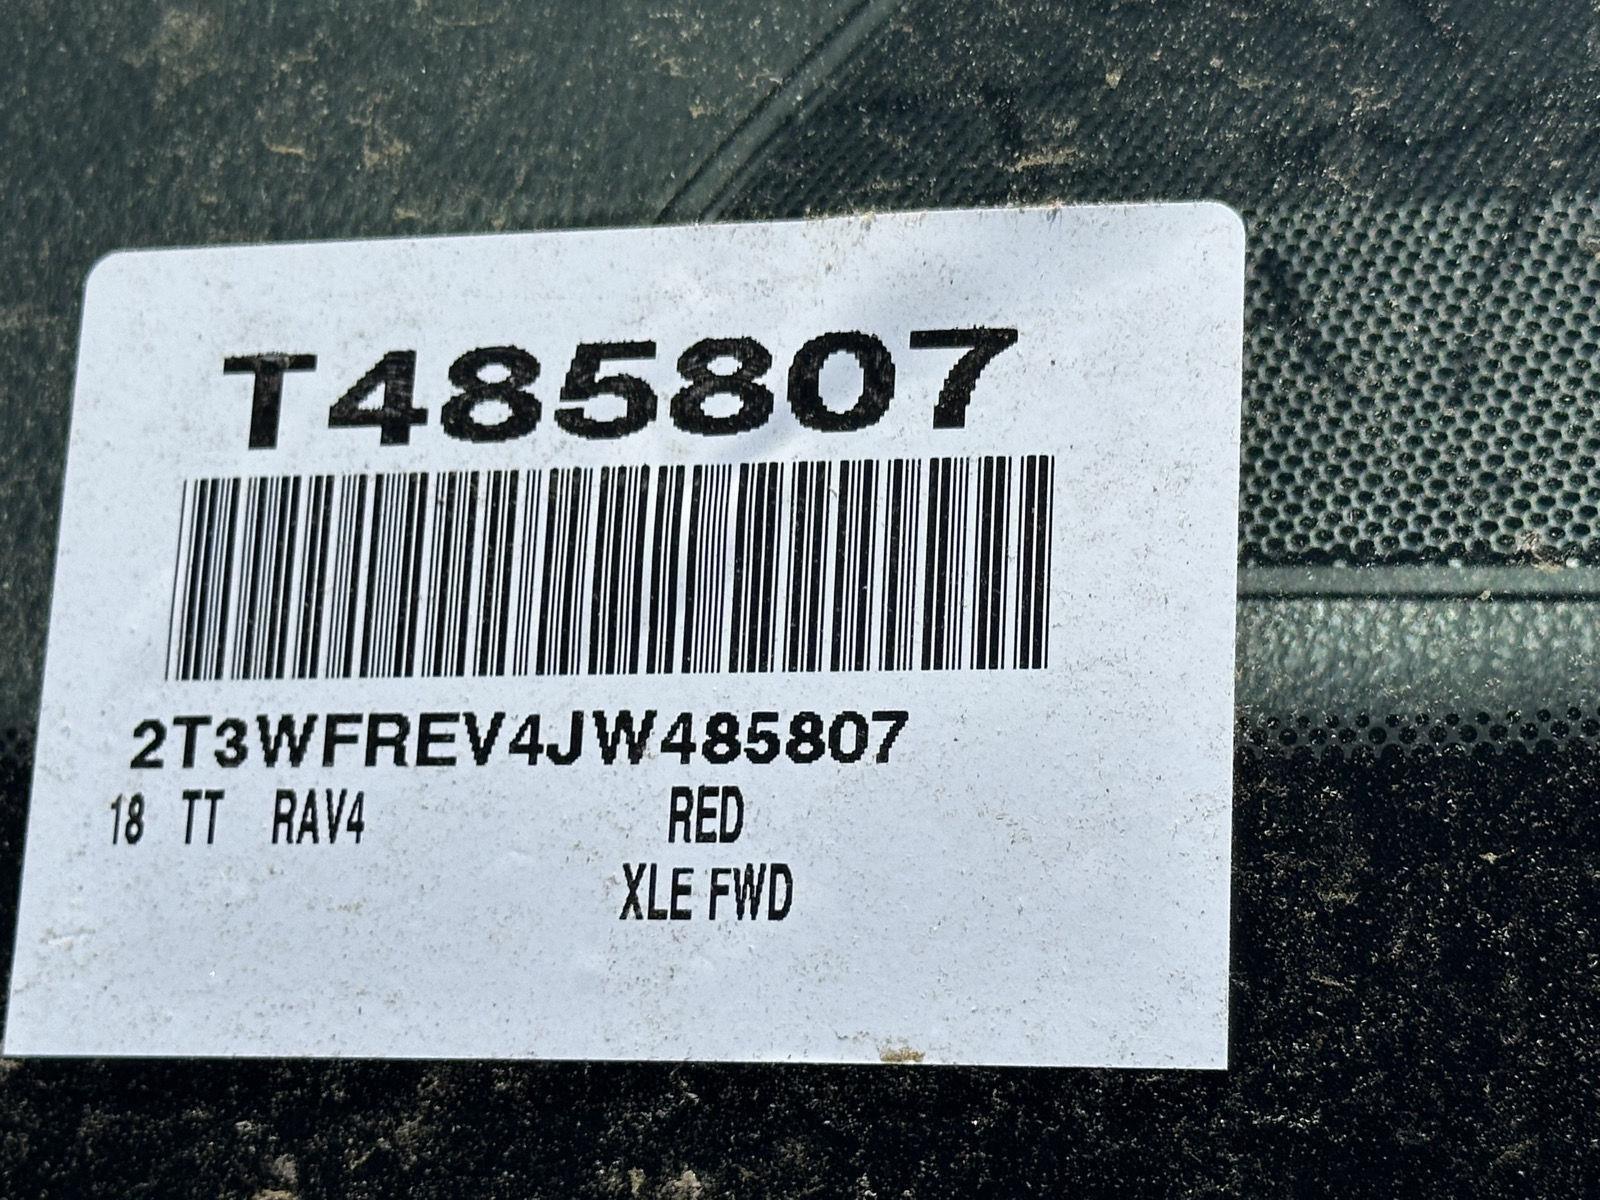 T485807
2T3WFREV4JW485807
18 TT RAV4 RED
XLE FWD